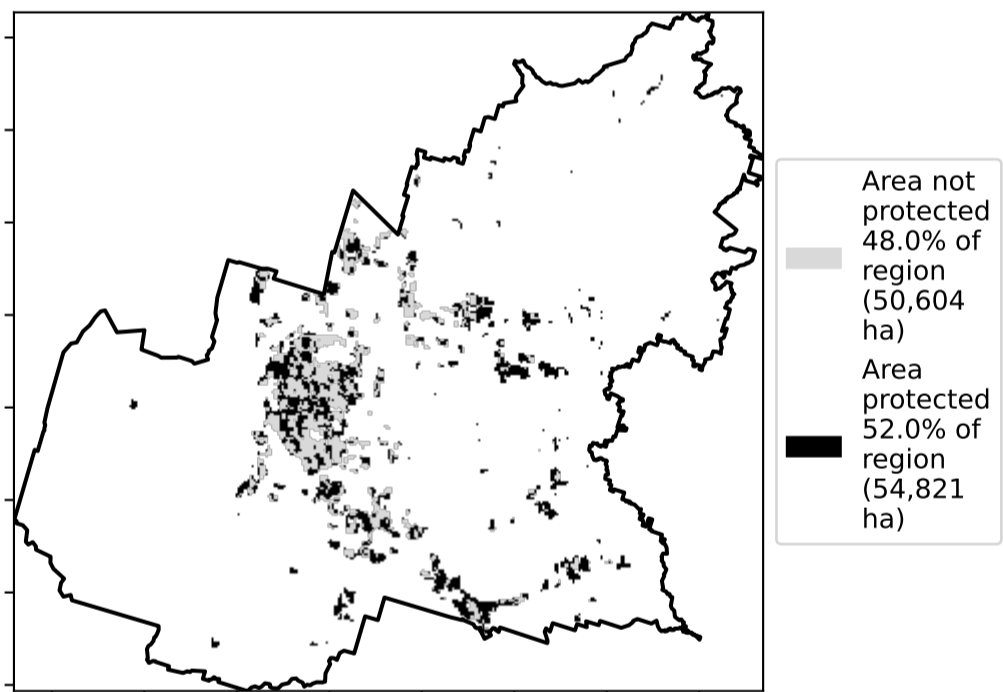 Area not
protected
48.0% of
region
(50,604
ha)
Area
protected
52.0% of
region
(54,821
ha)